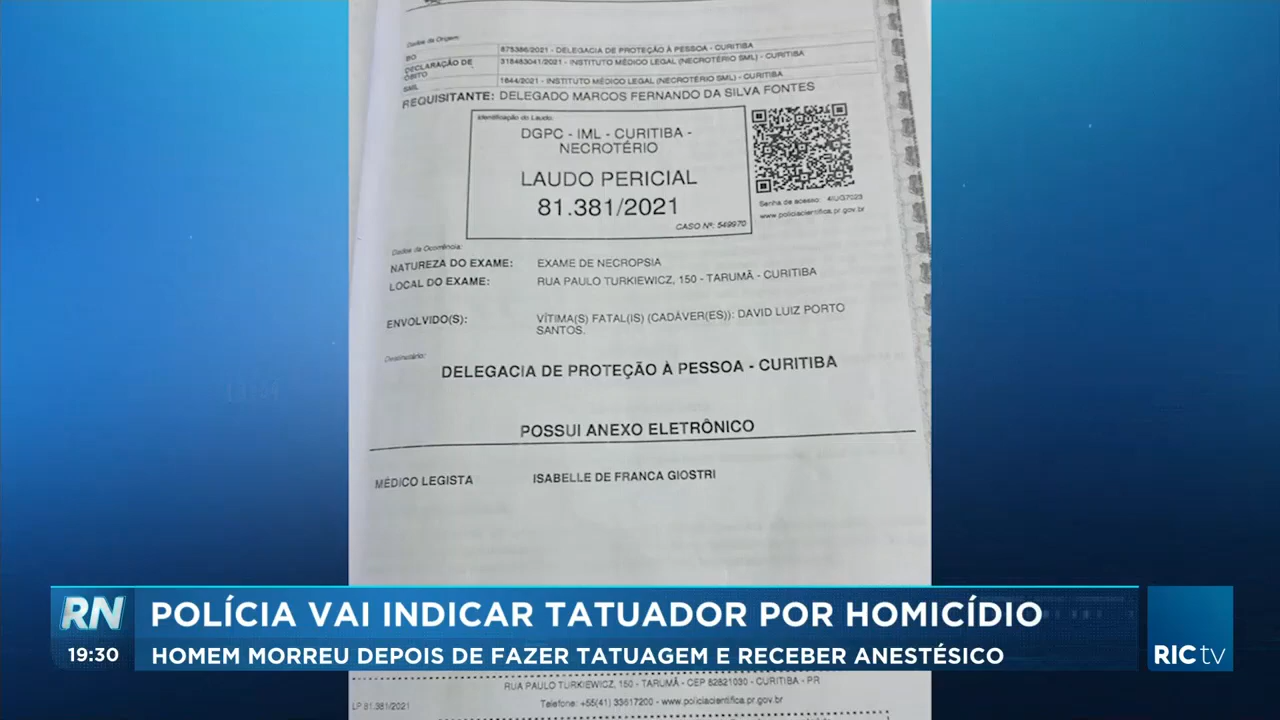 Dados da Origem:
BO
875386/2021 - DELEGACIA DE PROTEÇÃO À PESSOA - CURITIBA
DECLARAÇÃO DE ÓBITO
318483041/2021 - INSTITUTO MÉDICO LEGAL (NECROTÉRIO SML) - CURITIBA
SML
1644/2021 - INSTITUTO MÉDICO LEGAL (NECROTÉRIO SML) - CURITIBA
REQUISITANTE: DELEGADO MARCOS FERNANDO DA SILVA FONTES
Identificação do Laudo:
DGPC - IML - CURITIBA -
NECROTÉRIO
LAUDO PERICIAL
81.381/2021
CASO Nº: 549970
Senha de acesso: 4IUG7023
www.policiacientifica.pr.gov.br
Dados da Ocorrência:
NATUREZA DO EXAME: EXAME DE NECROPSIA
LOCAL DO EXAME: RUA PAULO TURKIEWICZ, 150 - TARUMÃ - CURITIBA
ENVOLVIDO(S): VÍTIMA(S) FATAL(IS) (CADÁVER(ES)): DAVID LUIZ PORTO
SANTOS.
Destinatário:
DELEGACIA DE PROTEÇÃO À PESSOA - CURITIBA
POSSUI ANEXO ELETRÔNICO
MÉDICO LEGISTA ISABELLE DE FRANCA GIOSTRI
RN
POLÍCIA VAI INDICAR TATUADOR POR HOMICÍDIO
19:30
HOMEM MORREU DEPOIS DE FAZER TATUAGEM E RECEBER ANESTÉSICO
RICtv
RUA PAULO TURKIEWICZ, 150 - TARUMÃ - CEP 82821030 - CURITIBA - PR
LP 81.381/2021
Telefone: +55(41) 33617200 - www.policiacientifica.pr.gov.br